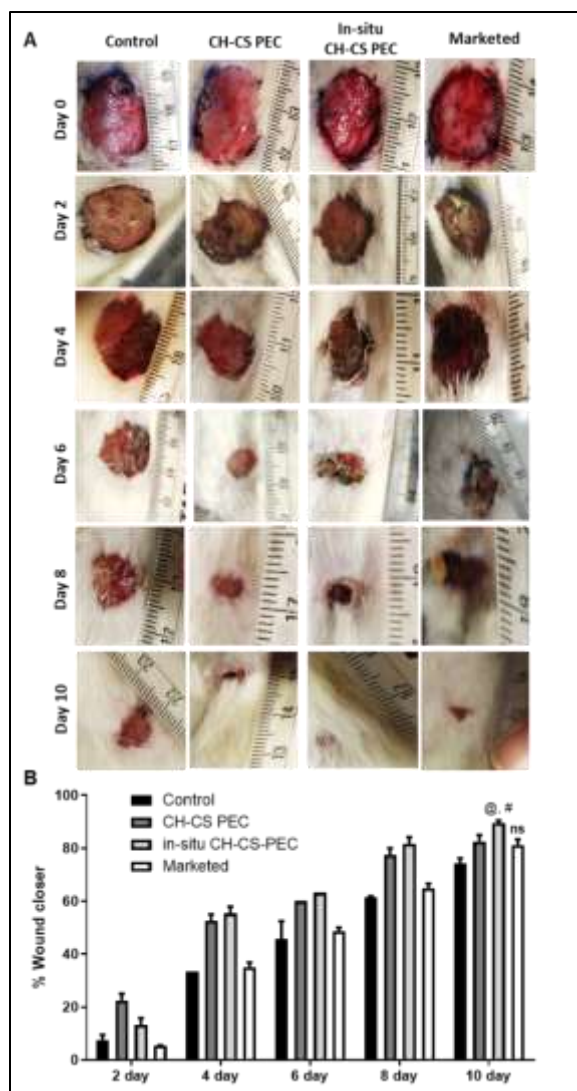 A
Control
CH-CS PEC
In-situ
CH-CS PEC
Marketed
Day 0
Day 2
Day 4
Day 6
Day 8
Day 10
B
% Wound closer
100
80
60
40
20
0
Control
CH-CS PEC
in-situ CH-CS-PEC
Marketed
@, #
ns
2 day
4 day
6 day
8 day
10 day